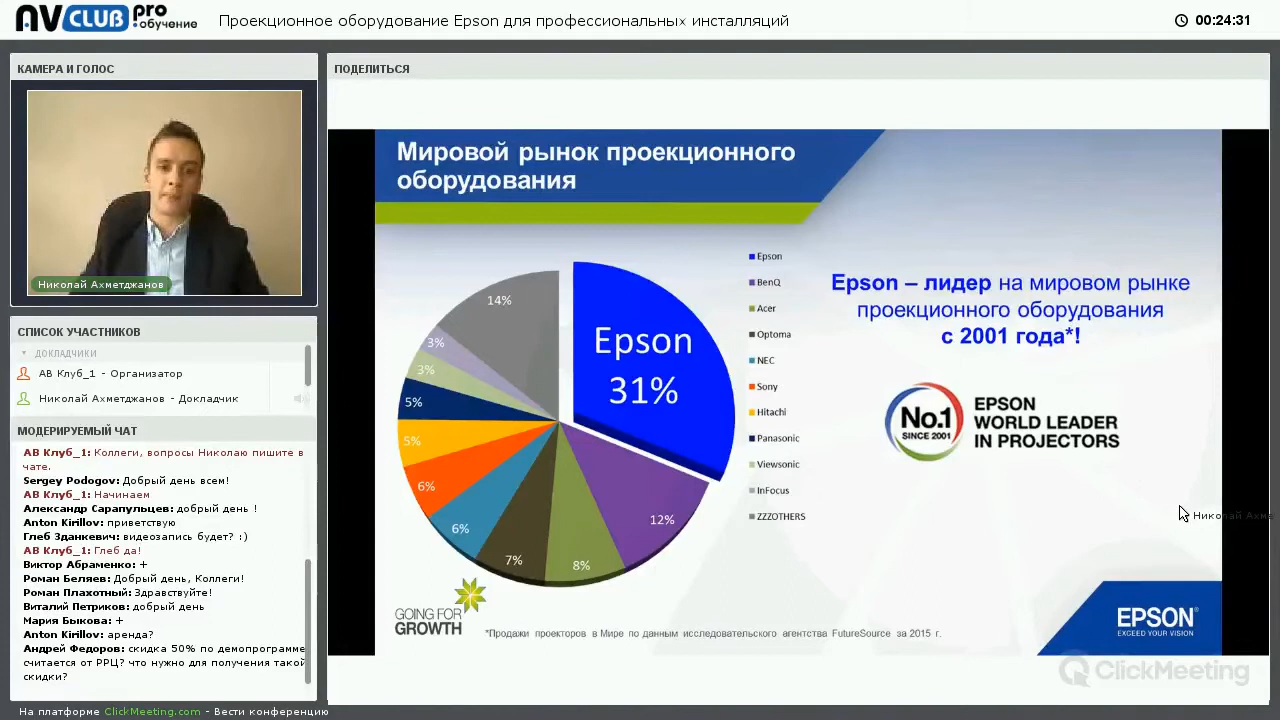 AV CLUB pro .обучение
Проекционное оборудование Epson для профессиональных инсталляций
00:24:31
КАМЕРА И ГОЛОС
Николай Ахметджанов
СПИСОК УЧАСТНИКОВ
ДОКЛАДЧИКИ
АВ Клуб_1 - Организатор
Николай Ахметджанов - Докладчик
МОДЕРИРУЕМЫЙ ЧАТ
АВ Клуб_1: Коллеги, вопросы Николаю пишите в
чате.
Sergey Podogov: Добрый день всем!
АВ Клуб_1: Начинаем
Александр Сарапульцев: добрый день !
Anton Kirillov: приветствую
Глеб Зданкевич: видеозапись будет? :)
АВ Клуб_1: Глеб да!
Виктор Абраменко: +
Роман Беляев: Добрый день, Коллеги!
Роман Плахотный: Здравствуйте!
Виталий Петриков: добрый день
Мария Быкова: +
Anton Kirillov: аренда?
Андрей Федоров: скидка 50% по демопрограмме
считается от РРЦ? что нужно для получения такой
скидки?
На платформе ClickMeeting.com - Вести конференцию
ПОДЕЛИТЬСЯ
Мировой рынок проекционного
оборудования
Epson
31%
12%
8%
7%
6%
6%
5%
5%
3%
3%
14%
Epson
BenQ
Acer
Optoma
NEC
Sony
Hitachi
Panasonic
Viewsonic
InFocus
ZZZOTHERS
Epson – лидер на мировом рынке
проекционного оборудования
с 2001 года*!
No.1
SINCE 2001
EPSON
WORLD LEADER
IN PROJECTORS
Николай Ахме
GOING FOR
GROWTH
*Продажи проекторов в Мире по данным исследовательского агентства FutureSource за 2015 г.
EPSON®
EXCEED YOUR VISION
ClickMeeting